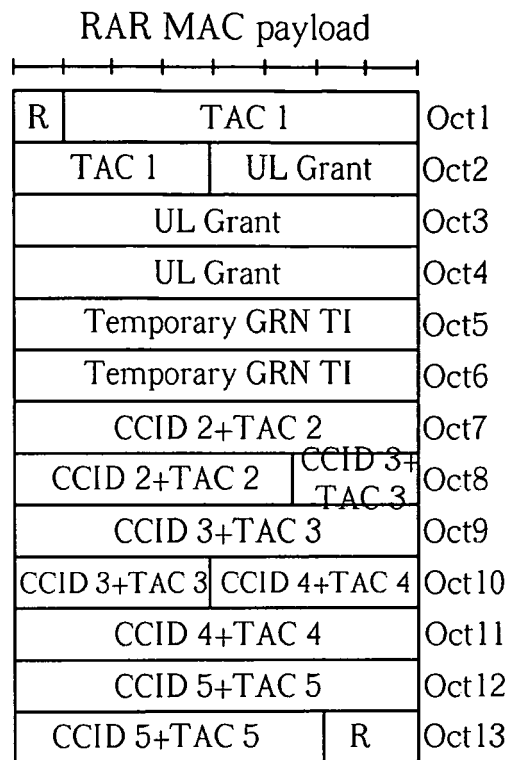 RAR MAC payload
R TAC 1 Oct1
TAC 1 UL Grant Oct2
UL Grant Oct3
UL Grant Oct4
Temporary GRN TI Oct5
Temporary GRN TI Oct6
CCID 2+TAC 2 Oct7
CCID 2+TAC 2 CCID 3+TAC 3 Oct8
CCID 3+TAC 3 Oct9
CCID 3+TAC 3 CCID 4+TAC 4 Oct10
CCID 4+TAC 4 Oct11
CCID 5+TAC 5 Oct12
CCID 5+TAC 5 R Oct13